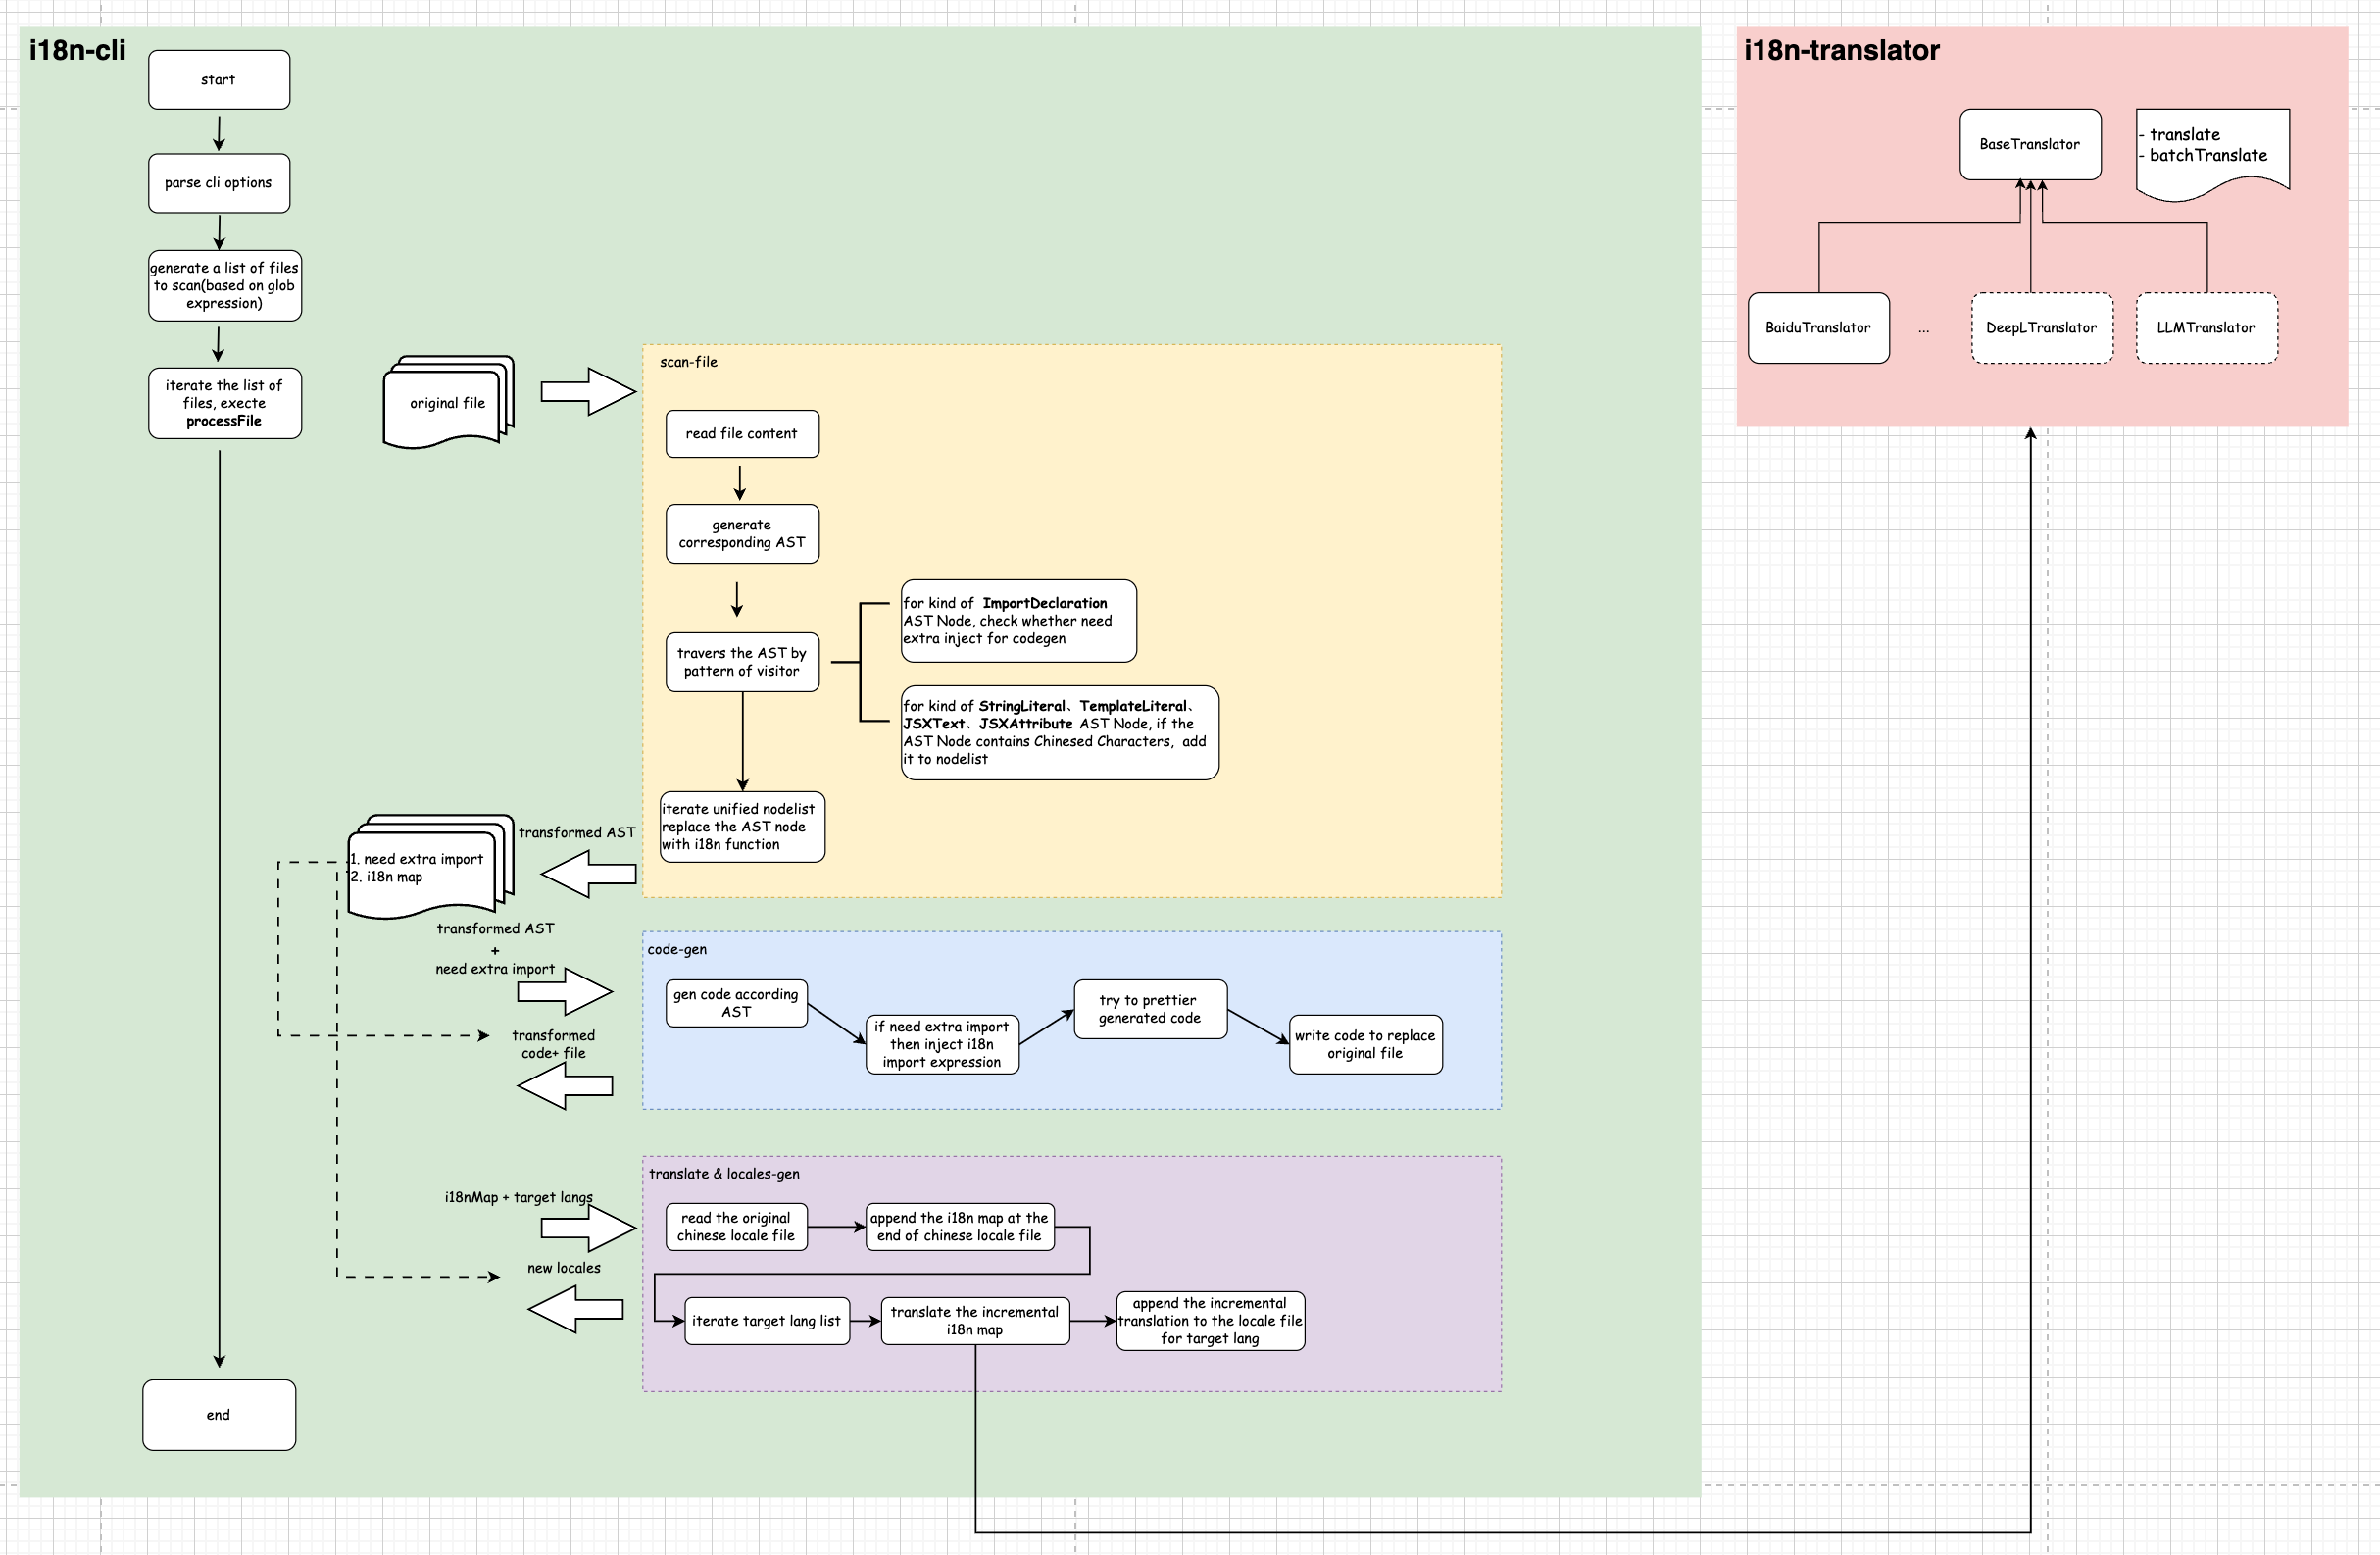 i18n-cli
start
parse cli options
generate a list of files
to scan(based on glob
expression)
iterate the list of
files, execte
processFile
original file
scan-file
read file content
generate
corresponding AST
travers the AST by
pattern of visitor
for kind of ImportDeclaration
AST Node, check whether need
extra inject for codegen
for kind of StringLiteral、TemplateLiteral、
JSXText、JSXAttribute AST Node, if the
AST Node contains Chinesed Characters, add
it to nodelist
iterate unified nodelist
replace the AST node
with i18n function
transformed AST
1. need extra import
2. i18n map
transformed AST
+
need extra import
transformed
code+ file
code-gen
gen code according
AST
if need extra import
then inject i18n
import expression
try to prettier
generated code
write code to replace
original file
i18nMap + target langs
new locales
translate & locales-gen
read the original
chinese locale file
append the i18n map at the
end of chinese locale file
iterate target lang list
translate the incremental
i18n map
append the incremental
translation to the locale file
for target lang
end
i18n-translator
BaseTranslator
- translate
- batchTranslate
BaiduTranslator
...
DeepLTranslator
LLMTranslator